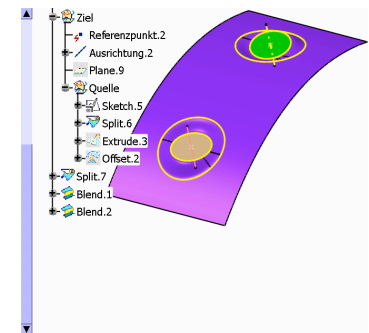 Ziel
Referenzpunkt.2
Ausrichtung.2
Plane.9
Quelle
Sketch.5
Split.6
Extrude.3
Offset.2
Split.7
Blend.1
Blend.2